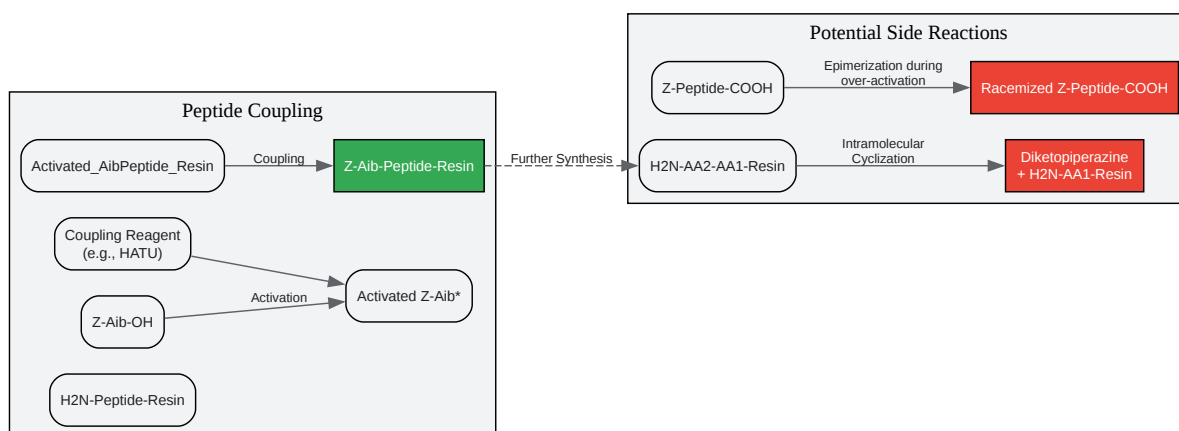 Peptide Coupling
Activated_AibPeptide_Resin
Coupling
Z-Aib-Peptide-Resin
Coupling Reagent
(e.g., HATU)
Z-Aib-OH
Activation
Activated Z-Aib*
H2N-Peptide-Resin
Further Synthesis
Potential Side Reactions
Z-Peptide-COOH
Epimerization during
over-activation
Racemized Z-Peptide-COOH
H2N-AA2-AA1-Resin
Intramolecular
Cyclization
Diketopiperazine
+ H2N-AA1-Resin